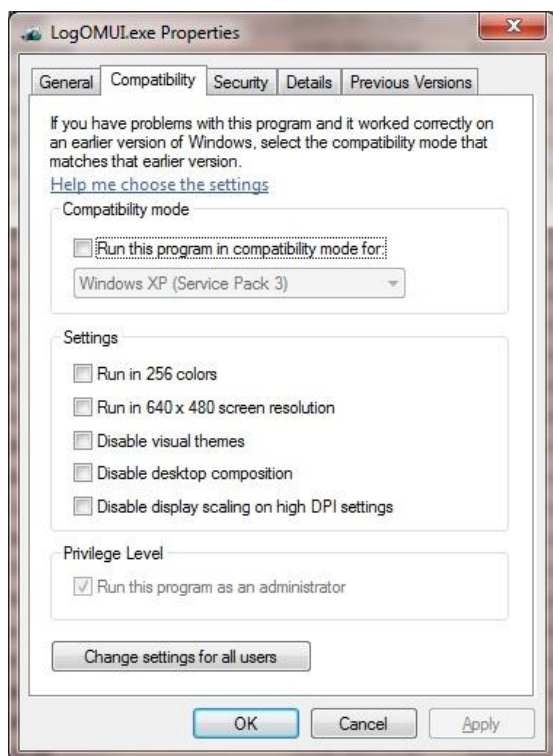 LogOMUI.exe Properties
General Compatibility Security Details Previous Versions
If you have problems with this program and it worked correctly on
an earlier version of Windows, select the compatibility mode that
matches that earlier version.
Help me choose the settings
Compatibility mode
Run this program in compatibility mode for:
Windows XP (Service Pack 3)
Settings
Run in 256 colors
Run in 640 x 480 screen resolution
Disable visual themes
Disable desktop composition
Disable display scaling on high DPI settings
Privilege Level
Run this program as an administrator
Change settings for all users
OK Cancel Apply